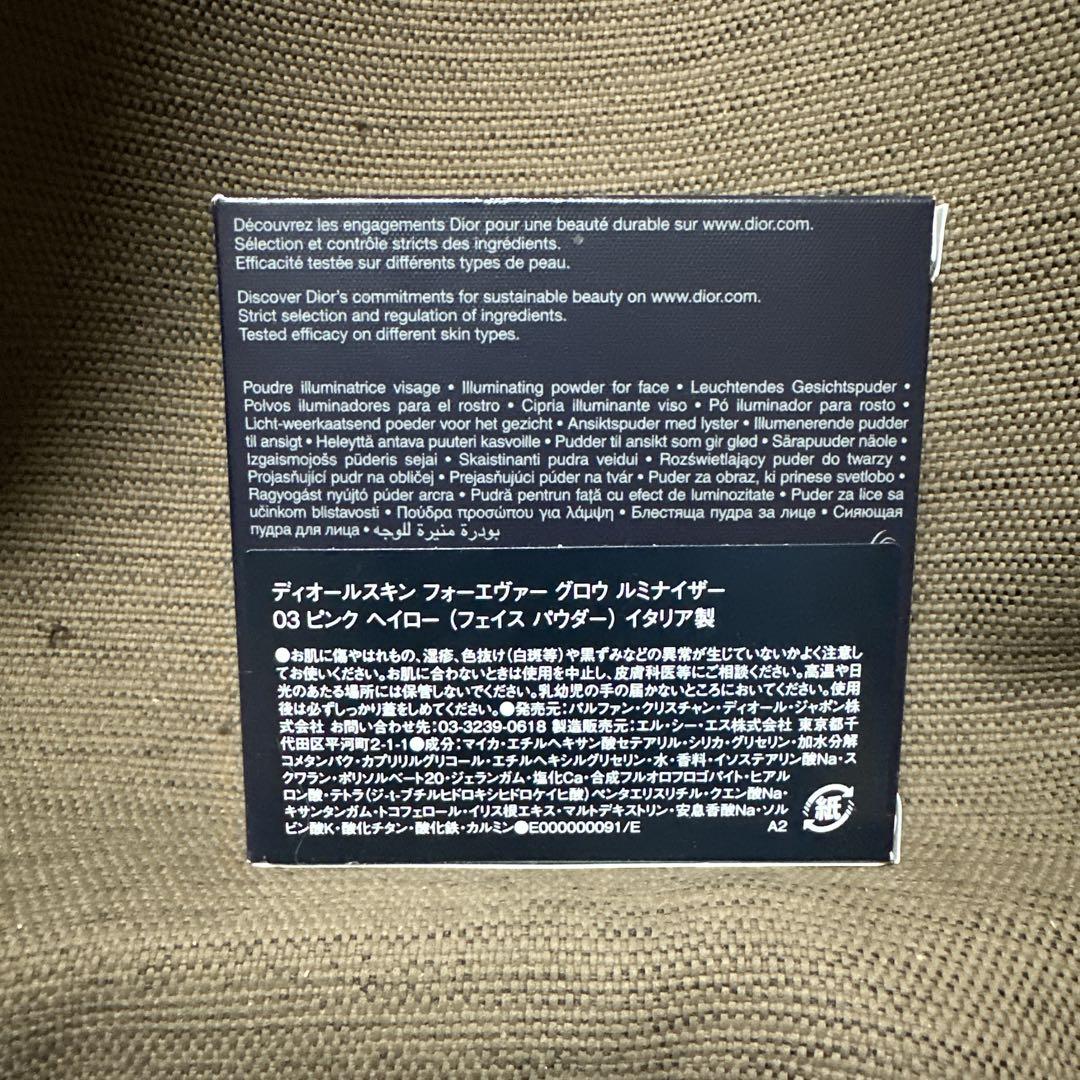 Découvrez les engagements Dior pour une beauté durable sur www.dior.com.
Sélection et contrôle stricts des ingrédients.
Efficacité testée sur différents types de peau.
Discover Dior's commitments for sustainable beauty on www.dior.com.
Strict selection and regulation of ingredients.
Tested efficacy on different skin types.
Poudre illuminatrice visage • Illuminating powder for face • Leuchtendes Gesichtspuder •
Polvos iluminadores para el rostro • Cipria illuminante viso • Pó iluminador para rosto •
Licht-weerkaatsend poeder voor het gezicht • Ansiktspuder med lyster • Illumenerende pudder
til ansigt • Heleyttä antava puuteri kasvoille • Pudder til ansikt som gir glød • Särapuuder näole •
Izgaismojošs pūderis sejai • Skaistinanti pudra veidui • Rozświetlający puder do twarzy •
Projasňující pudr na obličej • Prejasňujúci púder na tvár • Puder za obraz, ki prinese svetlobo •
Ragyogást nyújtó púder arcra • Pudră pentrun față cu efect de luminozitate • Puder za lice sa
učinkom blistavosti • Πούδρα προσώπου για λάμψη • Блестяща пудра за лице • Сияющая
пудра для лица • بودرة منيرة للوجه
ディオールスキン フォーエヴァー グロウ ルミナイザー
03 ピンク ヘイロー (フェイス パウダー) イタリア製
●お肌に傷やはれもの、湿疹、色抜け(白斑等)や黒ずみなどの異常が生じていないかよく注意し
てお使いください。お肌に合わないときは使用を中止し、皮膚科医等にご相談ください。高温や日
光のあたる場所には保管しないでください。乳幼児の手の届かないところにおいてください。使用
後は必ずしっかり蓋をしめてください。●発売元:パルファン・クリスチャン・ディオール・ジャポン株
式会社 お問い合わせ先:03-3239-0618 製造販売元:エル・シー・エス株式会社 東京都千
代田区平河町2-1-1●成分:マイカ・エチルヘキサン酸セテアリル・シリカ・グリセリン・加水分解
コメタンパク・カプリリルグリコール・エチルヘキシルグリセリン・水・香料・イソステアリン酸Na・ス
クワラン・ポリソルベート20・ジェランガム・塩化Ca・合成フルオロフロゴパイト・ヒアル
ロン酸・テトラ(ジ-t-ブチルヒドロキシヒドロケイヒ酸)ペンタエリスリチル・クエン酸Na・
キサンタンガム・トコフェロール・イリス根エキス・マルトデキストリン・安息香酸Na・ソル
ビン酸K・酸化チタン・酸化鉄・カルミン●E000000091/E A2
紙